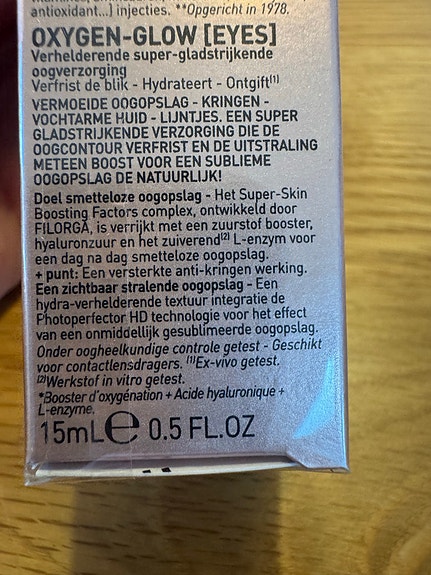 antioxidant...] injecties. **Opgericht in 1978.
OXYGEN-GLOW [EYES]
Verhelderende super-gladstrijkende
oogverzorging
Verfrist de blik - Hydrateert - Ontgift(1)
VERMOEIDE OOGOPSLAG - KRINGEN -
VOCHTARME HUID - LIJNTJES. EEN SUPER
GLADSTRIJKENDE VERZORGING DIE DE
OOGCONTOUR VERFRIST EN DE UITSTRALING
METEEN BOOST VOOR EEN SUBLIEME
OOGOPSLAG DE NATUURLIJK!
Doel smetteloze oogopslag - Het Super-Skin
Boosting Factors complex, ontwikkeld door
FILORGA, is verrijkt met een zuurstof booster,
hyaluronzuur en het zuiverend(2) L-enzym voor
een dag na dag smetteloze oogopslag.
+ punt: Een versterkte anti-kringen werking.
Een zichtbaar stralende oogopslag - Een
hydra-verhelderende textuur integratie de
Photoperfector HD technologie voor het effect
van een onmiddellijk gesublimeerde oogopslag.
Onder oogheelkundige controle getest - Geschikt
voor contactlensdragers. (1)Ex-vivo getest.
(2)Werkstof in vitro getest.
*Booster d'oxygénation + Acide hyaluronique +
L-enzyme.
15mL℮ 0.5 FL.OZ